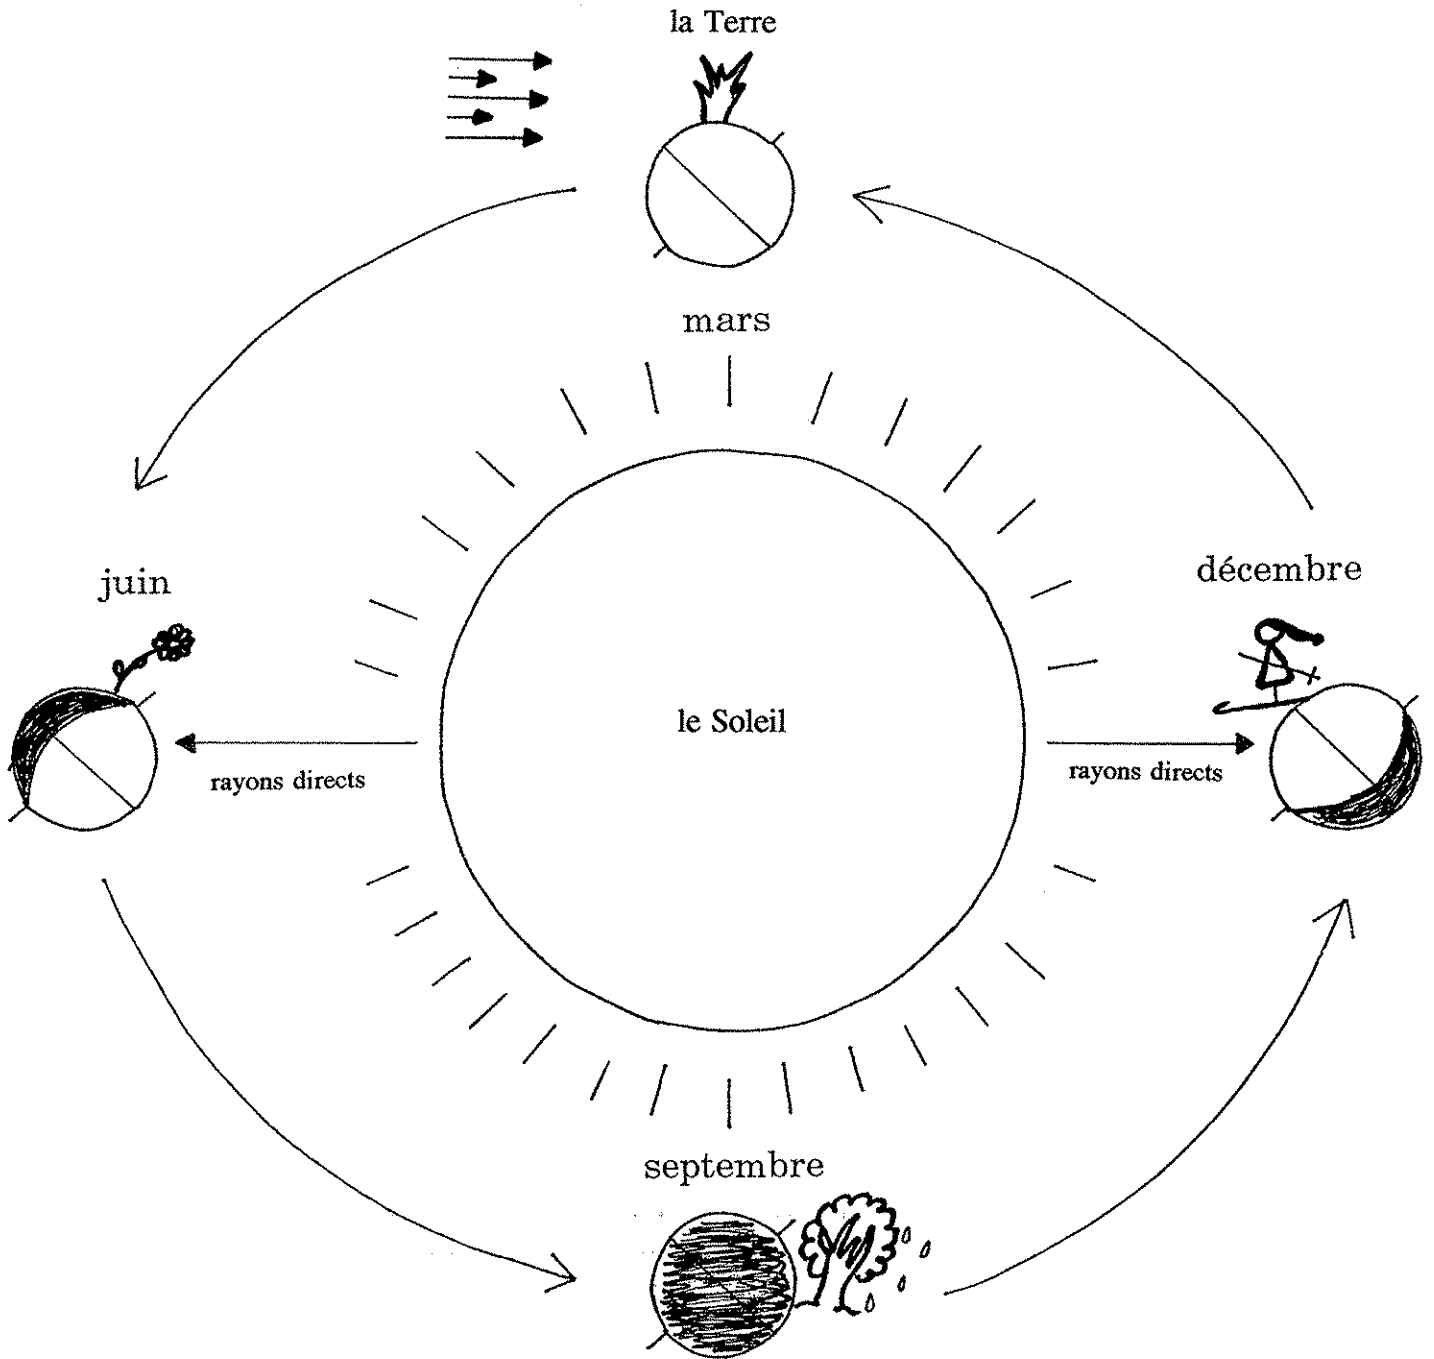 la Terre
mars
juin
décembre
le Soleil
rayons directs
rayons directs
septembre